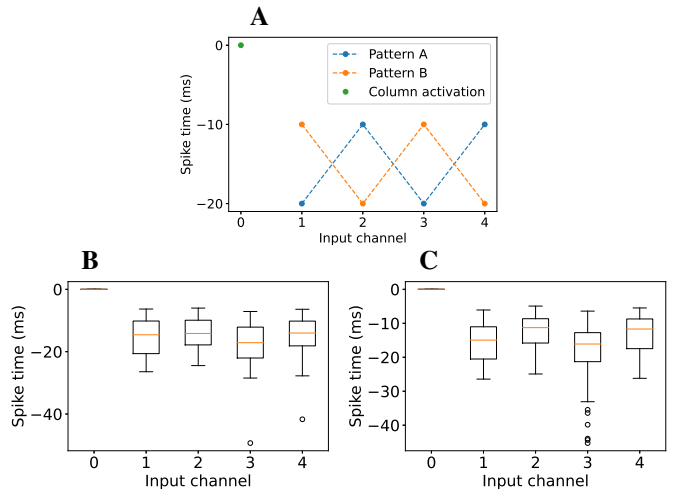 A
0
−10
−20
Spike time (ms)
Pattern A
Pattern B
Column activation
0 1 2 3 4
Input channel
B
0
−20
−40
Spike time (ms)
0 1 2 3 4
Input channel
C
0
−10
−20
−30
−40
Spike time (ms)
0 1 2 3 4
Input channel